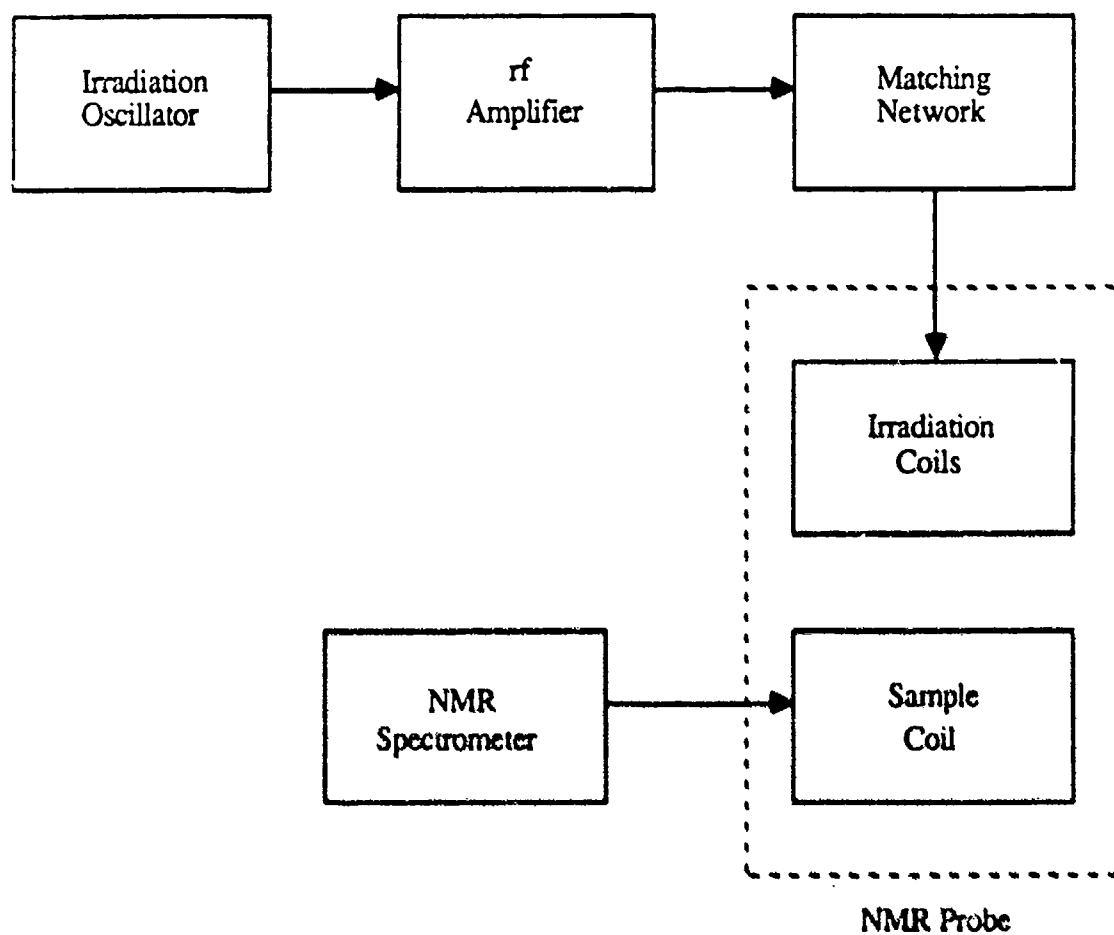 Irradiation
Oscillator
rf
Amplifier
Matching
Network
Irradiation
Coils
NMR
Spectrometer
Sample
Coil
NMR Probe